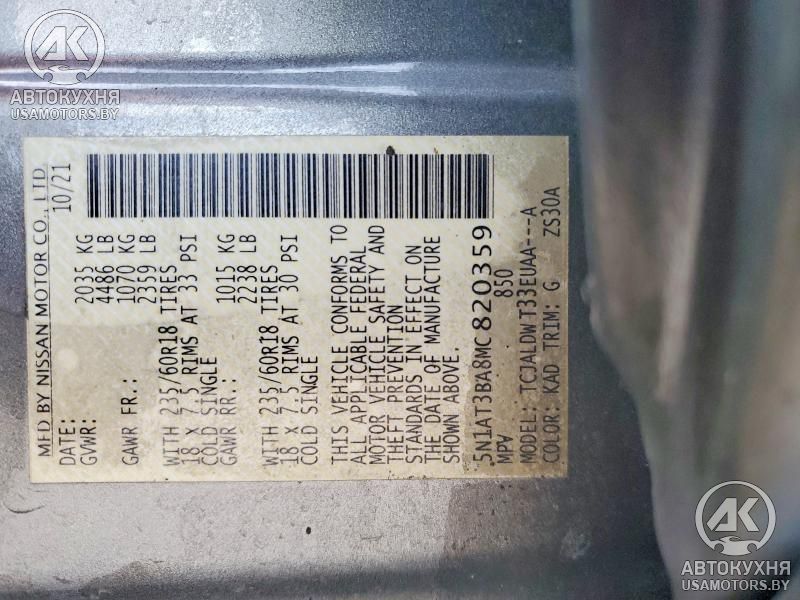 AK
АВТОКУХНЯ
USAMOTORS.BY
MFD BY NISSAN MOTOR CO., LTD.
DATE: 10/21
GVWR: 2035 KG
4486 LB
GAWR FR.: 1070 KG
2359 LB
WITH 235/60R18 TIRES
18 X 7.5 RIMS AT 33 PSI
COLD SINGLE
GAWR RR.: 1015 KG
2238 LB
WITH 235/60R18 TIRES
18 X 7.5 RIMS AT 30 PSI
COLD SINGLE
THIS VEHICLE CONFORMS TO
ALL APPLICABLE FEDERAL
MOTOR VEHICLE SAFETY AND
THEFT PREVENTION
STANDARDS IN EFFECT ON
THE DATE OF MANUFACTURE
SHOWN ABOVE.
5N1AT3BA8MC820359
MPV 850
MODEL: TCJALDWT33EUAA---A
COLOR: KAD TRIM: G ZS30A
AK
АВТОКУХНЯ
USAMOTORS.BY